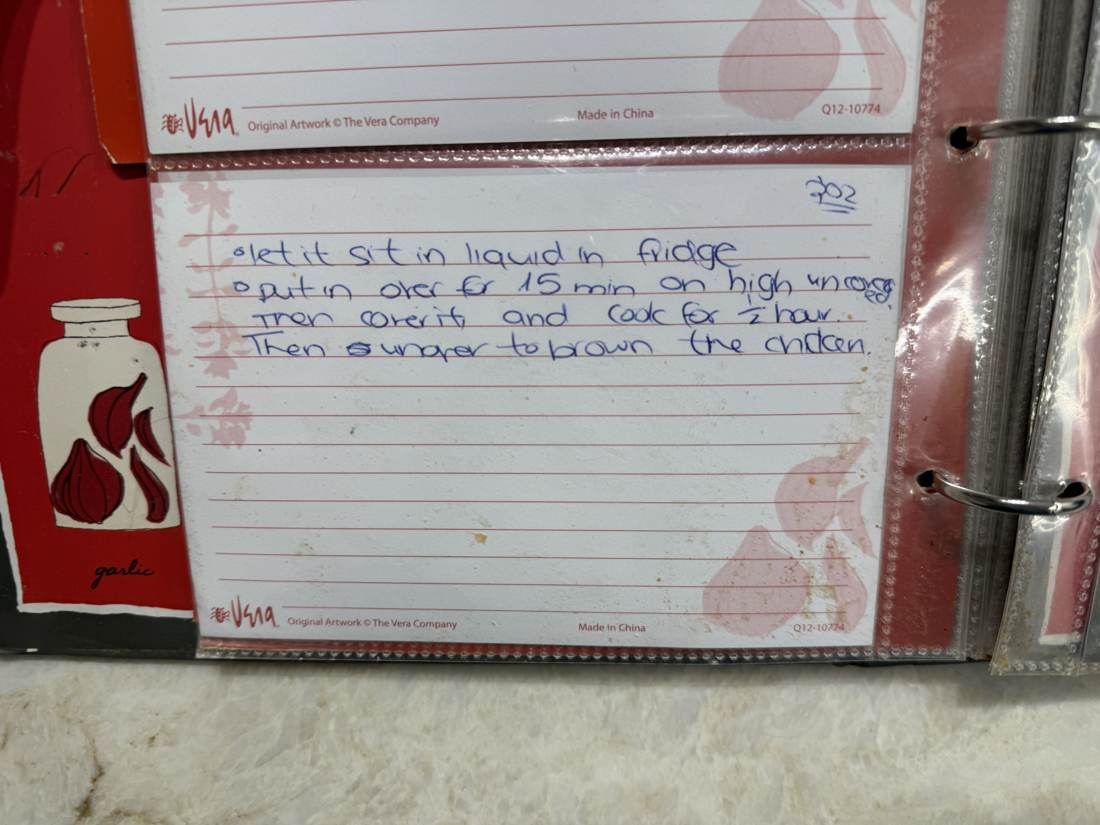 Vera Original Artwork © The Vera Company Made in China Q12-10774
702
let it sit in liquid in fridge
put in over for 15 min on high uncovered.
Then cover it, and cook for ½ hour.
Then uncover to brown the chicken.
garlic
Vera Original Artwork © The Vera Company Made in China Q12-10774